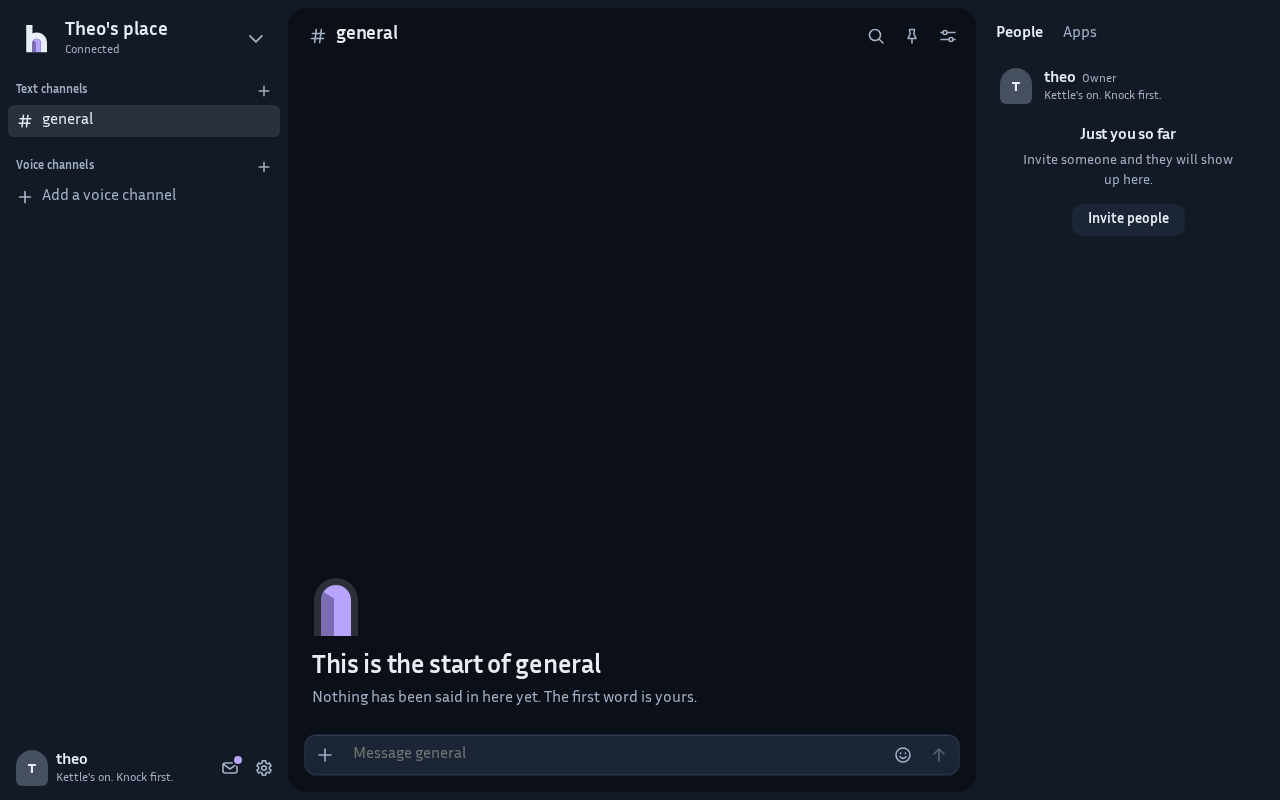 Theo's place
Connected
Text channels
general
Voice channels
Add a voice channel
theo
Kettle's on. Knock first.
general
This is the start of general
Nothing has been said in here yet. The first word is yours.
Message general
People
Apps
T
theo Owner
Kettle's on. Knock first.
Just you so far
Invite someone and they will show
up here.
Invite people
T